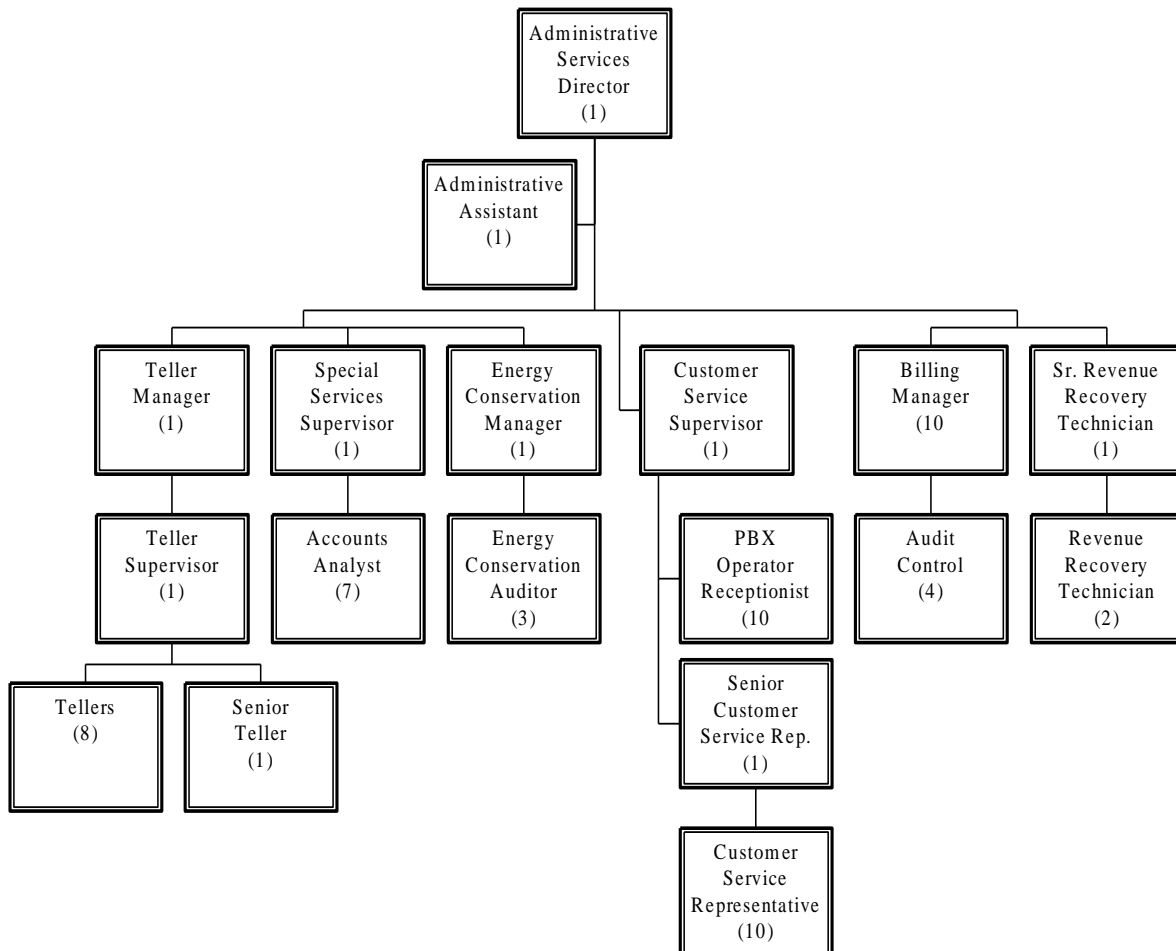 Administrative
Services
Director
(1)
Administrative
Assistant
(1)
Teller
Manager
(1)
Special
Services
Supervisor
(1)
Energy
Conservation
Manager
(1)
Customer
Service
Supervisor
(1)
Billing
Manager
(10
Sr. Revenue
Recovery
Technician
(1)
Teller
Supervisor
(1)
Accounts
Analyst
(7)
Energy
Conservation
Auditor
(3)
PBX
Operator
Receptionist
(10
Audit
Control
(4)
Revenue
Recovery
Technician
(2)
Tellers
(8)
Senior
Teller
(1)
Senior
Customer
Service Rep.
(1)
Customer
Service
Representative
(10)